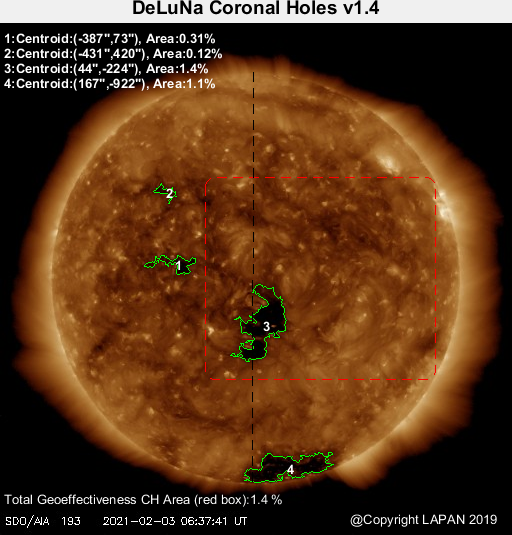 DeLuNa Coronal Holes v1.4
1:Centroid:(-387",73"), Area:0.31%
2:Centroid:(-431",420"), Area:0.12%
3:Centroid:(44",-224"), Area:1.4%
4:Centroid:(167",-922"), Area:1.1%
2
1
3
4
Total Geoeffectiveness CH Area (red box):1.4 %
SDO/AIA 193 2021-02-03 06:37:41 UT
@Copyright LAPAN 2019